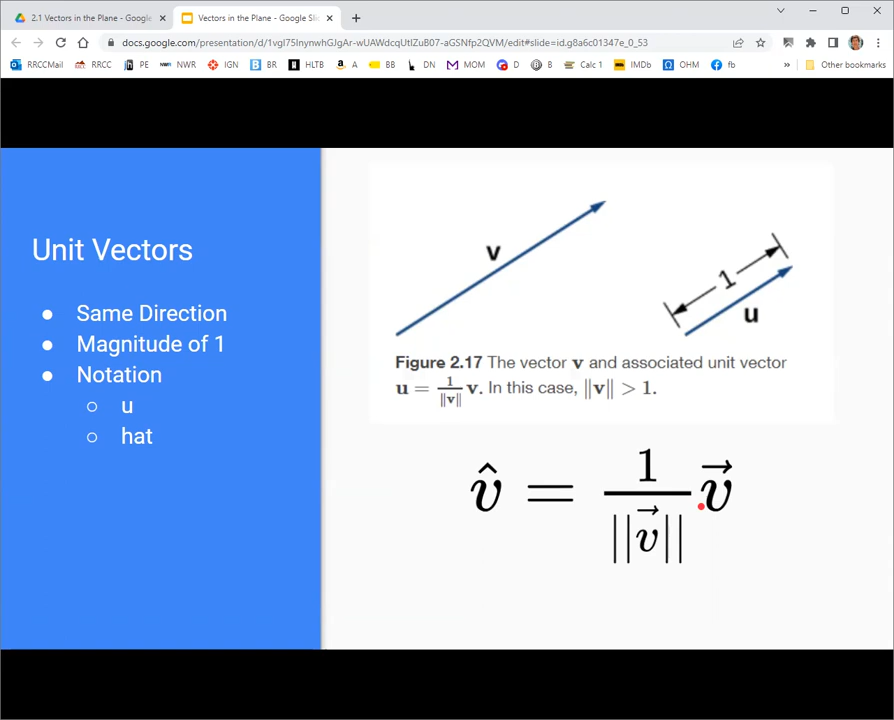 2.1 Vectors in the Plane - Google
Vectors in the Plane - Google Slic
docs.google.com/presentation/d/1vgI75InynwhGJgAr-wUAWdcqUtIZuB07-aGSNfp2QVM/edit#slide=id.g8a6c01347e_0_53
RRCCMail RRCC PE NWR NWR IGN B BR H HLTB a A BB DN MOM D B Calc 1 IMDb Ω OHM fb » Other bookmarks
Unit Vectors
● Same Direction
● Magnitude of 1
● Notation
○ u
○ hat
v
1
u
Figure 2.17 The vector v and associated unit vector
u = 1/‖v‖ v. In this case, ‖v‖ > 1.
v̂ = 1/||v⃗|| v⃗